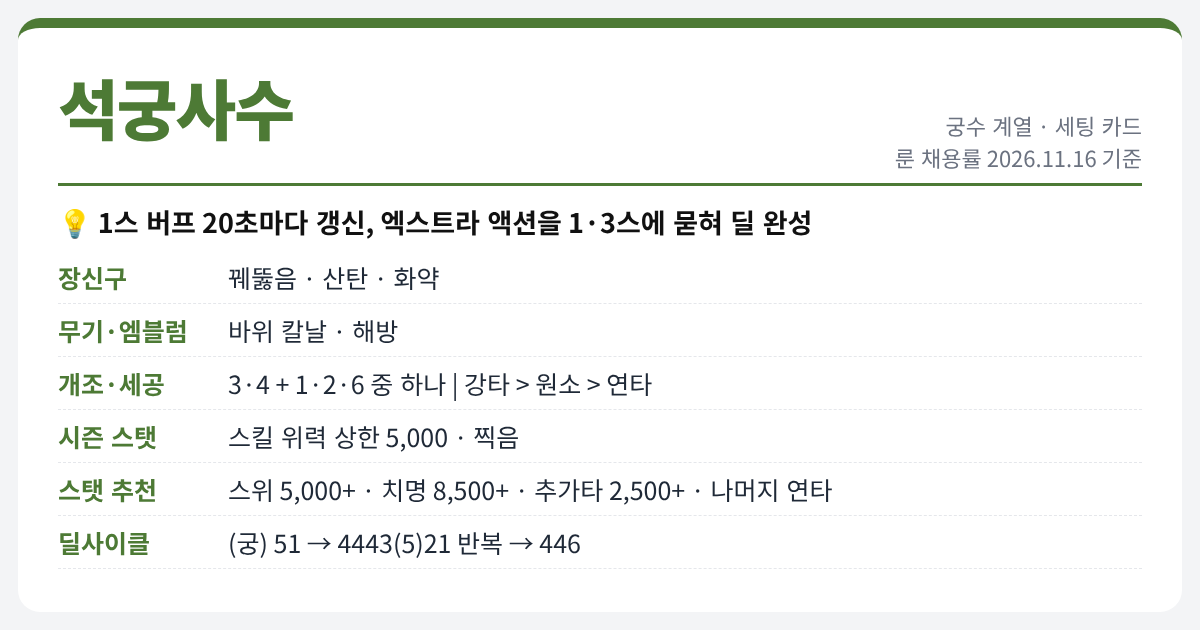 석궁사수
궁수 계열 · 세팅 카드
룬 채용률 2026.11.16 기준
💡 1스 버프 20초마다 갱신, 엑스트라 액션을 1·3스에 묻혀 딜 완성
장신구 꿰뚫음 · 산탄 · 화약
무기·엠블럼 바위 칼날 · 해방
개조·세공 3·4 + 1·2·6 중 하나 | 강타 > 원소 > 연타
시즌 스탯 스킬 위력 상한 5,000 · 찍음
스탯 추천 스위 5,000+ · 치명 8,500+ · 추가타 2,500+ · 나머지 연타
딜사이클 (궁) 51 → 4443(5)21 반복 → 446